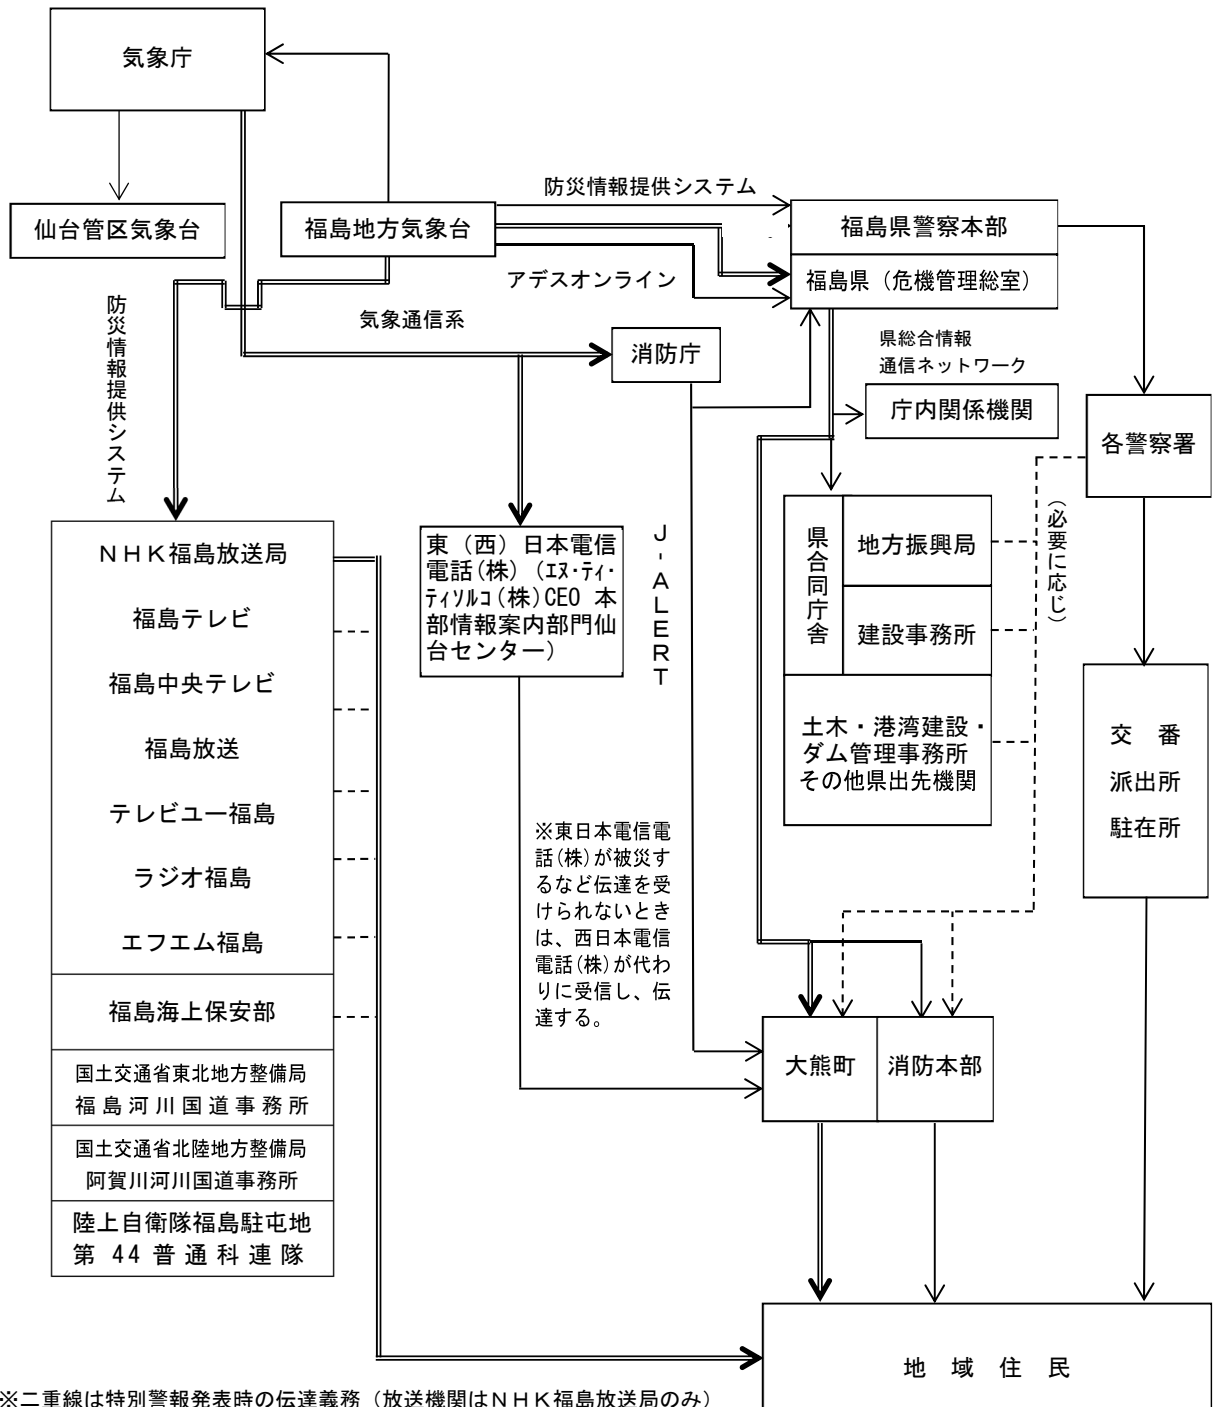 気象庁
防災情報提供システム
仙台管区気象台
福島地方気象台
福島県警察本部
アデスオンライン
福島県（危機管理総室）
防災情報提供システム
気象通信系
消防庁
県総合情報
通信ネットワーク
庁内関係機関
各警察署
（必要に応じ）
ＮＨＫ福島放送局
福島テレビ
福島中央テレビ
福島放送
テレビユー福島
ラジオ福島
エフエム福島
福島海上保安部
国土交通省東北地方整備局
福島河川国道事務所
国土交通省北陸地方整備局
阿賀川河川国道事務所
陸上自衛隊福島駐屯地
第 44 普通科連隊
東（西）日本電信
電話(株)（ｴﾇ･ﾃｨ･
ﾃｨｿﾙｺ(株)CEO 本
部情報案内部門仙
台センター）
Ｊ-ＡＬＥＲＴ
県合同庁舎
地方振興局
建設事務所
土木・港湾建設・
ダム管理事務所
その他県出先機関
交　番
派出所
駐在所
※東日本電信電
話(株)が被災す
るなど伝達を受
けられないとき
は、西日本電信
電話(株)が代わ
りに受信し、伝
達する。
大熊町
消防本部
地　域　住　民
※二重線は特別警報発表時の伝達義務（放送機関はＮＨＫ福島放送局のみ）